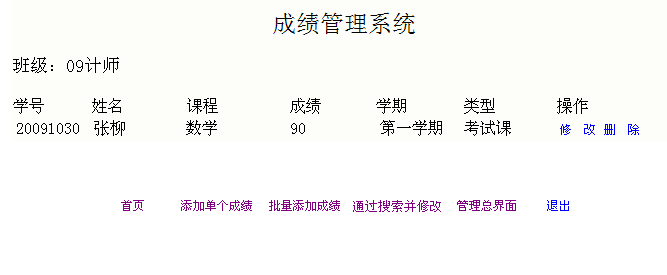 成绩管理系统
班级：09计师
学号 姓名 课程 成绩 学期 类型 操作
20091030 张柳 数学 90 第一学期 考试课 修 改 删 除
首页 添加单个成绩 批量添加成绩 通过搜索并修改 管理总界面 退出